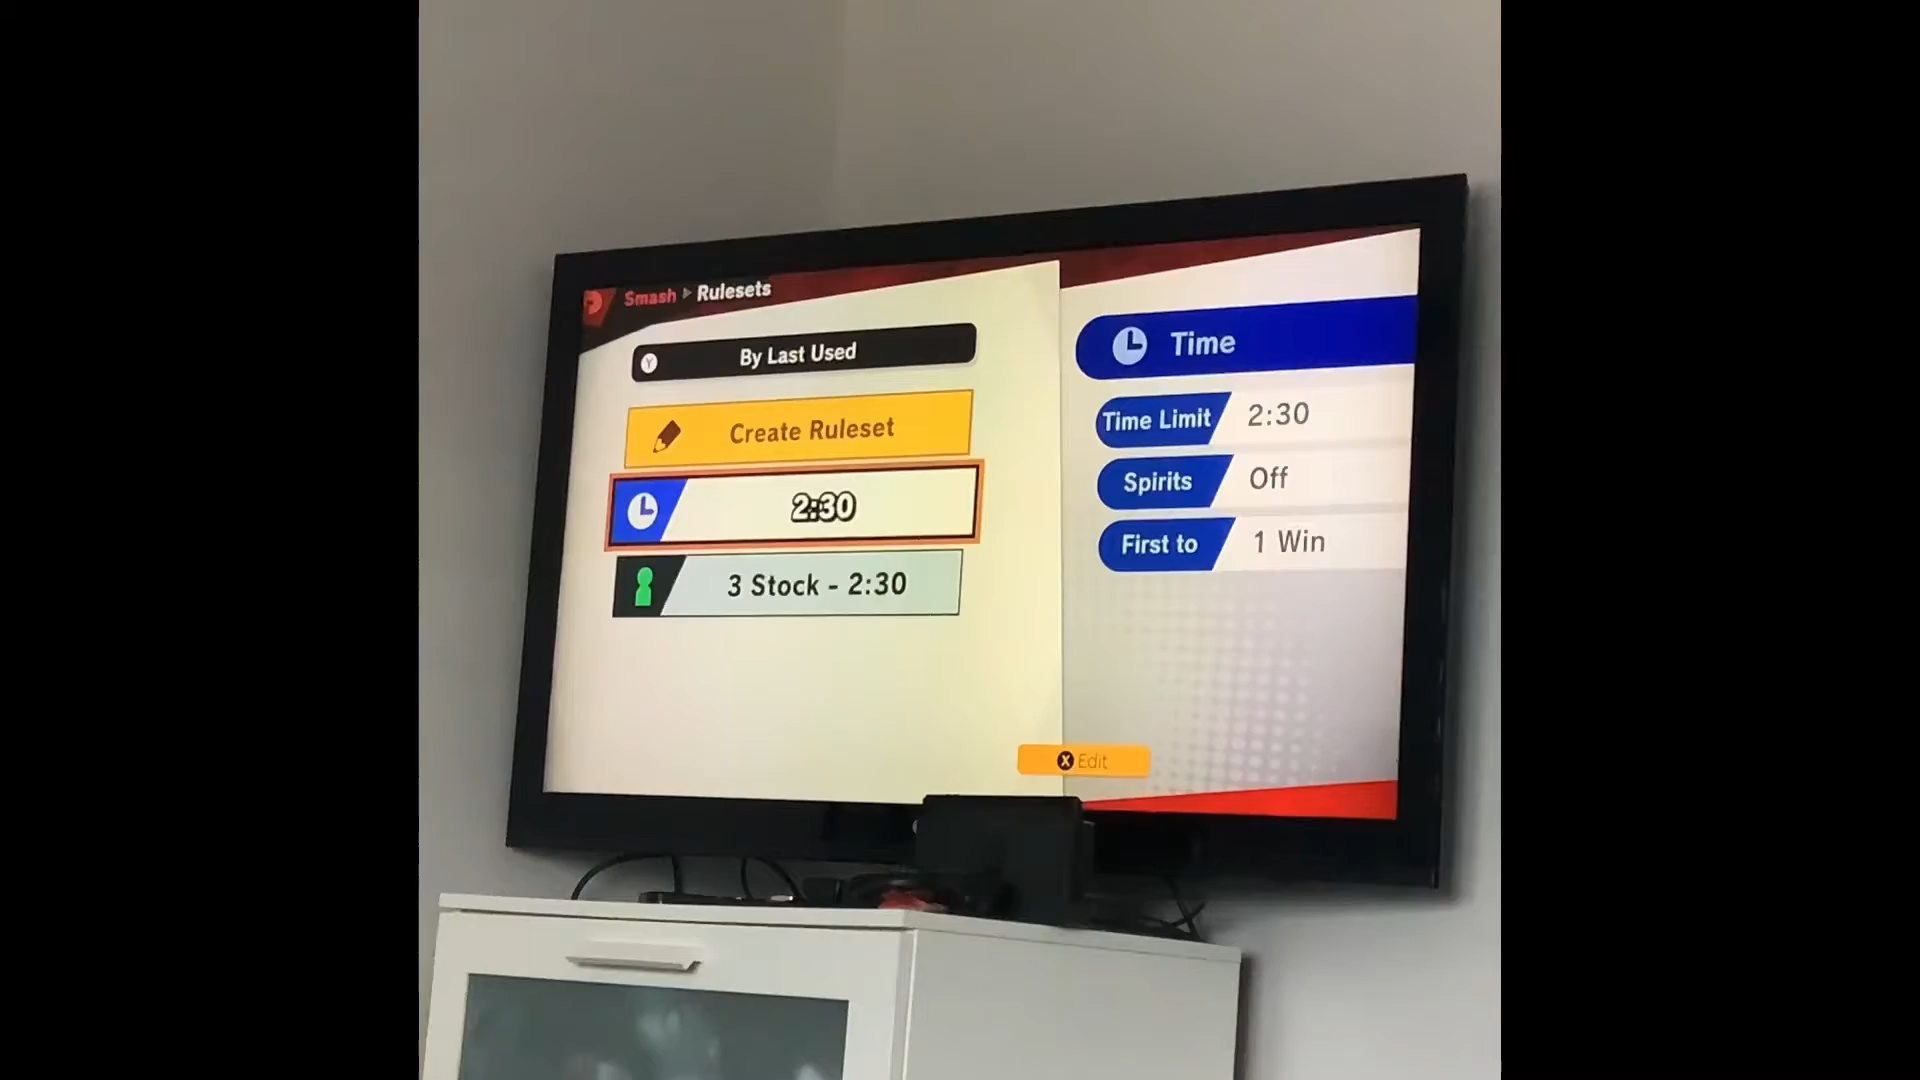 Smash ▶ Rulesets
Y By Last Used
Create Ruleset
2:30
3 Stock - 2:30
Time
Time Limit 2:30
Spirits Off
First to 1 Win
X Edit